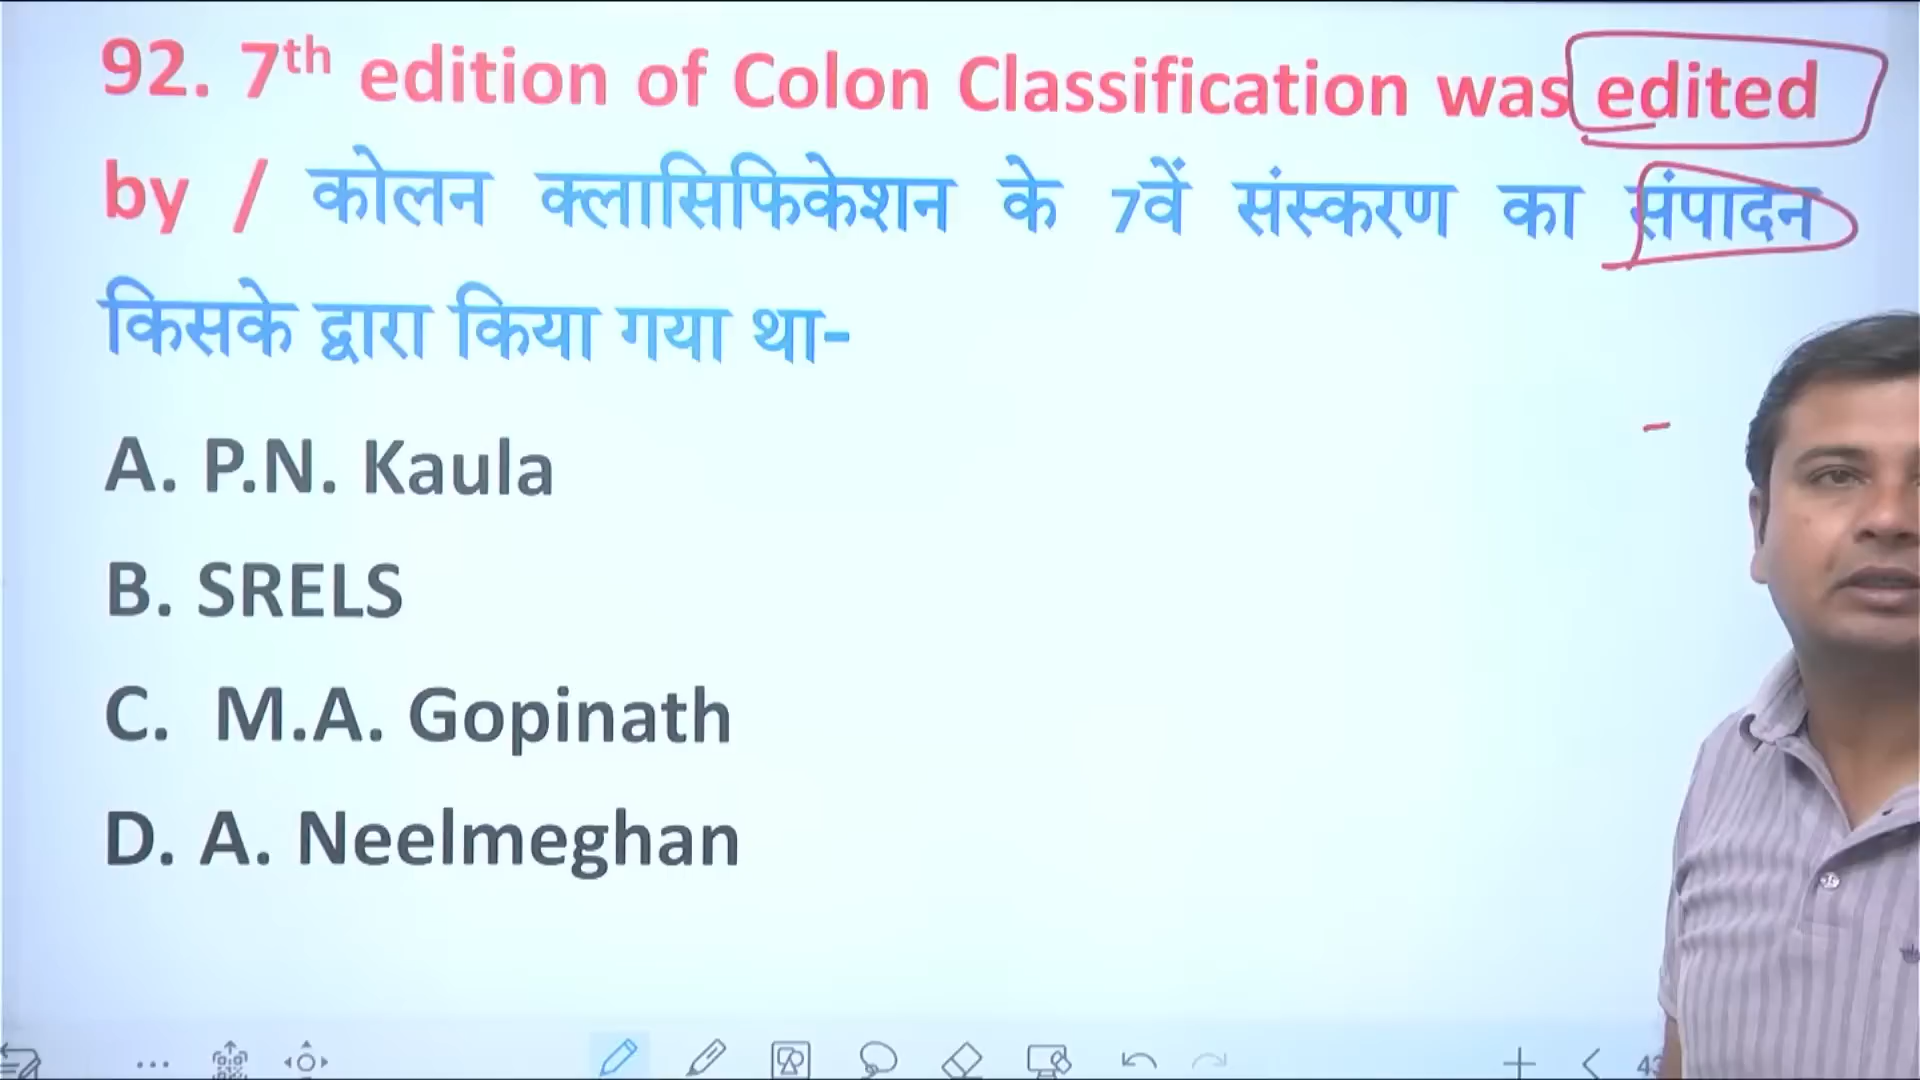 92. 7th edition of Colon Classification was edited
by / कोलन क्लासिफिकेशन के 7वें संस्करण का संपादन
किसके द्वारा किया गया था-
A. P.N. Kaula
B. SRELS
C. M.A. Gopinath
D. A. Neelmeghan